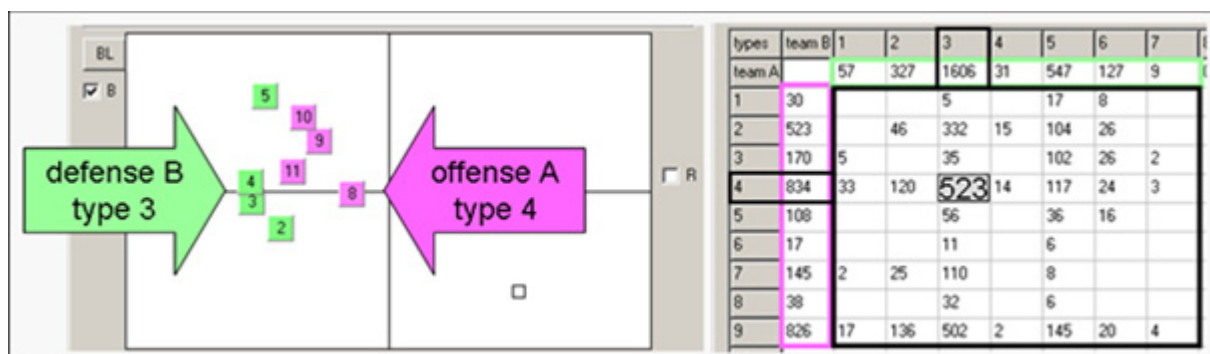 BL
B
5
10
9
11
4
3
8
2
defense B
type 3
offense A
type 4
R
types team B 1 2 3 4 5 6 7
team A 57 327 1606 31 547 127 9
1 30 5 17 8
2 523 46 332 15 104 26
3 170 5 35 102 26 2
4 834 33 120 523 14 117 24 3
5 108 56 36 16
6 17 11 6
7 145 2 25 110 8
8 38 32 6
9 826 17 136 502 2 145 20 4